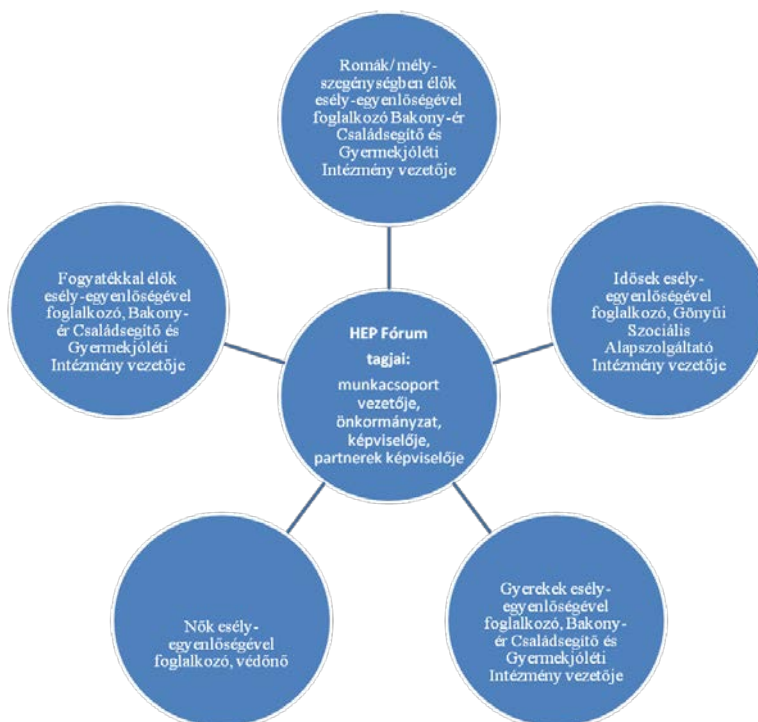 Romák/ mély-
szegénységben élők
esély-egyenlőségével
foglalkozó Bakony-ér
Családsegítő és
Gyermekjóléti
Intézmény vezetője
Fogyatékkal élők
esély-egyenlőségével
foglalkozó, Bakony-
ér Családsegítő és
Gyermekjóléti
Intézmény vezetője
Idősek esély-
egyenlőségével
foglalkozó, Gönyűi
Szociális
Alapszolgáltató
Intézmény vezetője
HEP Fórum
tagjai:
munkacsoport
vezetője,
önkormányzat,
képviselője,
partnerek képviselője
Nők esély-
egyenlőségével
foglalkozó, védőnő
Gyerekek esély-
egyenlőségével
foglalkozó, Bakony-
ér Családsegítő és
Gyermekjóléti
Intézmény vezetője